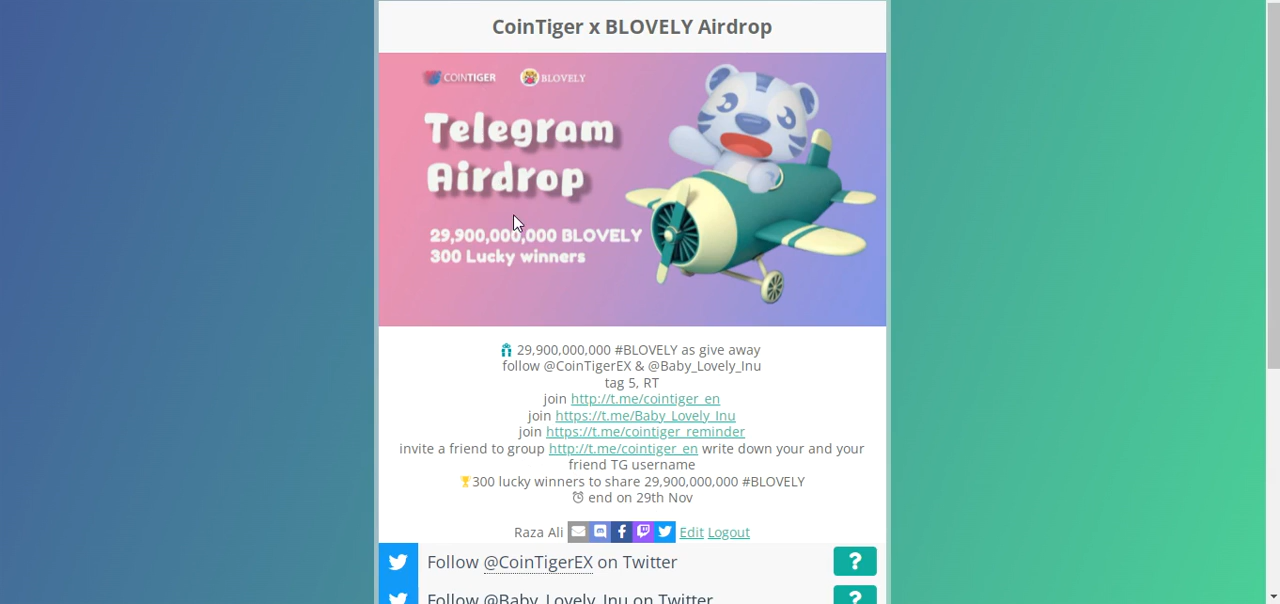 CoinTiger x BLOVELY Airdrop
COINTIGER BLOVELY
Telegram
Airdrop
29,900,000,000 BLOVELY
300 Lucky winners
29,900,000,000 #BLOVELY as give away
follow @CoinTigerEX & @Baby_Lovely_Inu
tag 5, RT
join http://t.me/cointiger_en
join https://t.me/Baby_Lovely_Inu
join https://t.me/cointiger_reminder
invite a friend to group http://t.me/cointiger_en write down your and your
friend TG username
🏆300 lucky winners to share 29,900,000,000 #BLOVELY
⏰ end on 29th Nov
Raza Ali Edit Logout
Follow @CoinTigerEX on Twitter ?
Follow @Baby_Lovely_Inu on Twitter ?